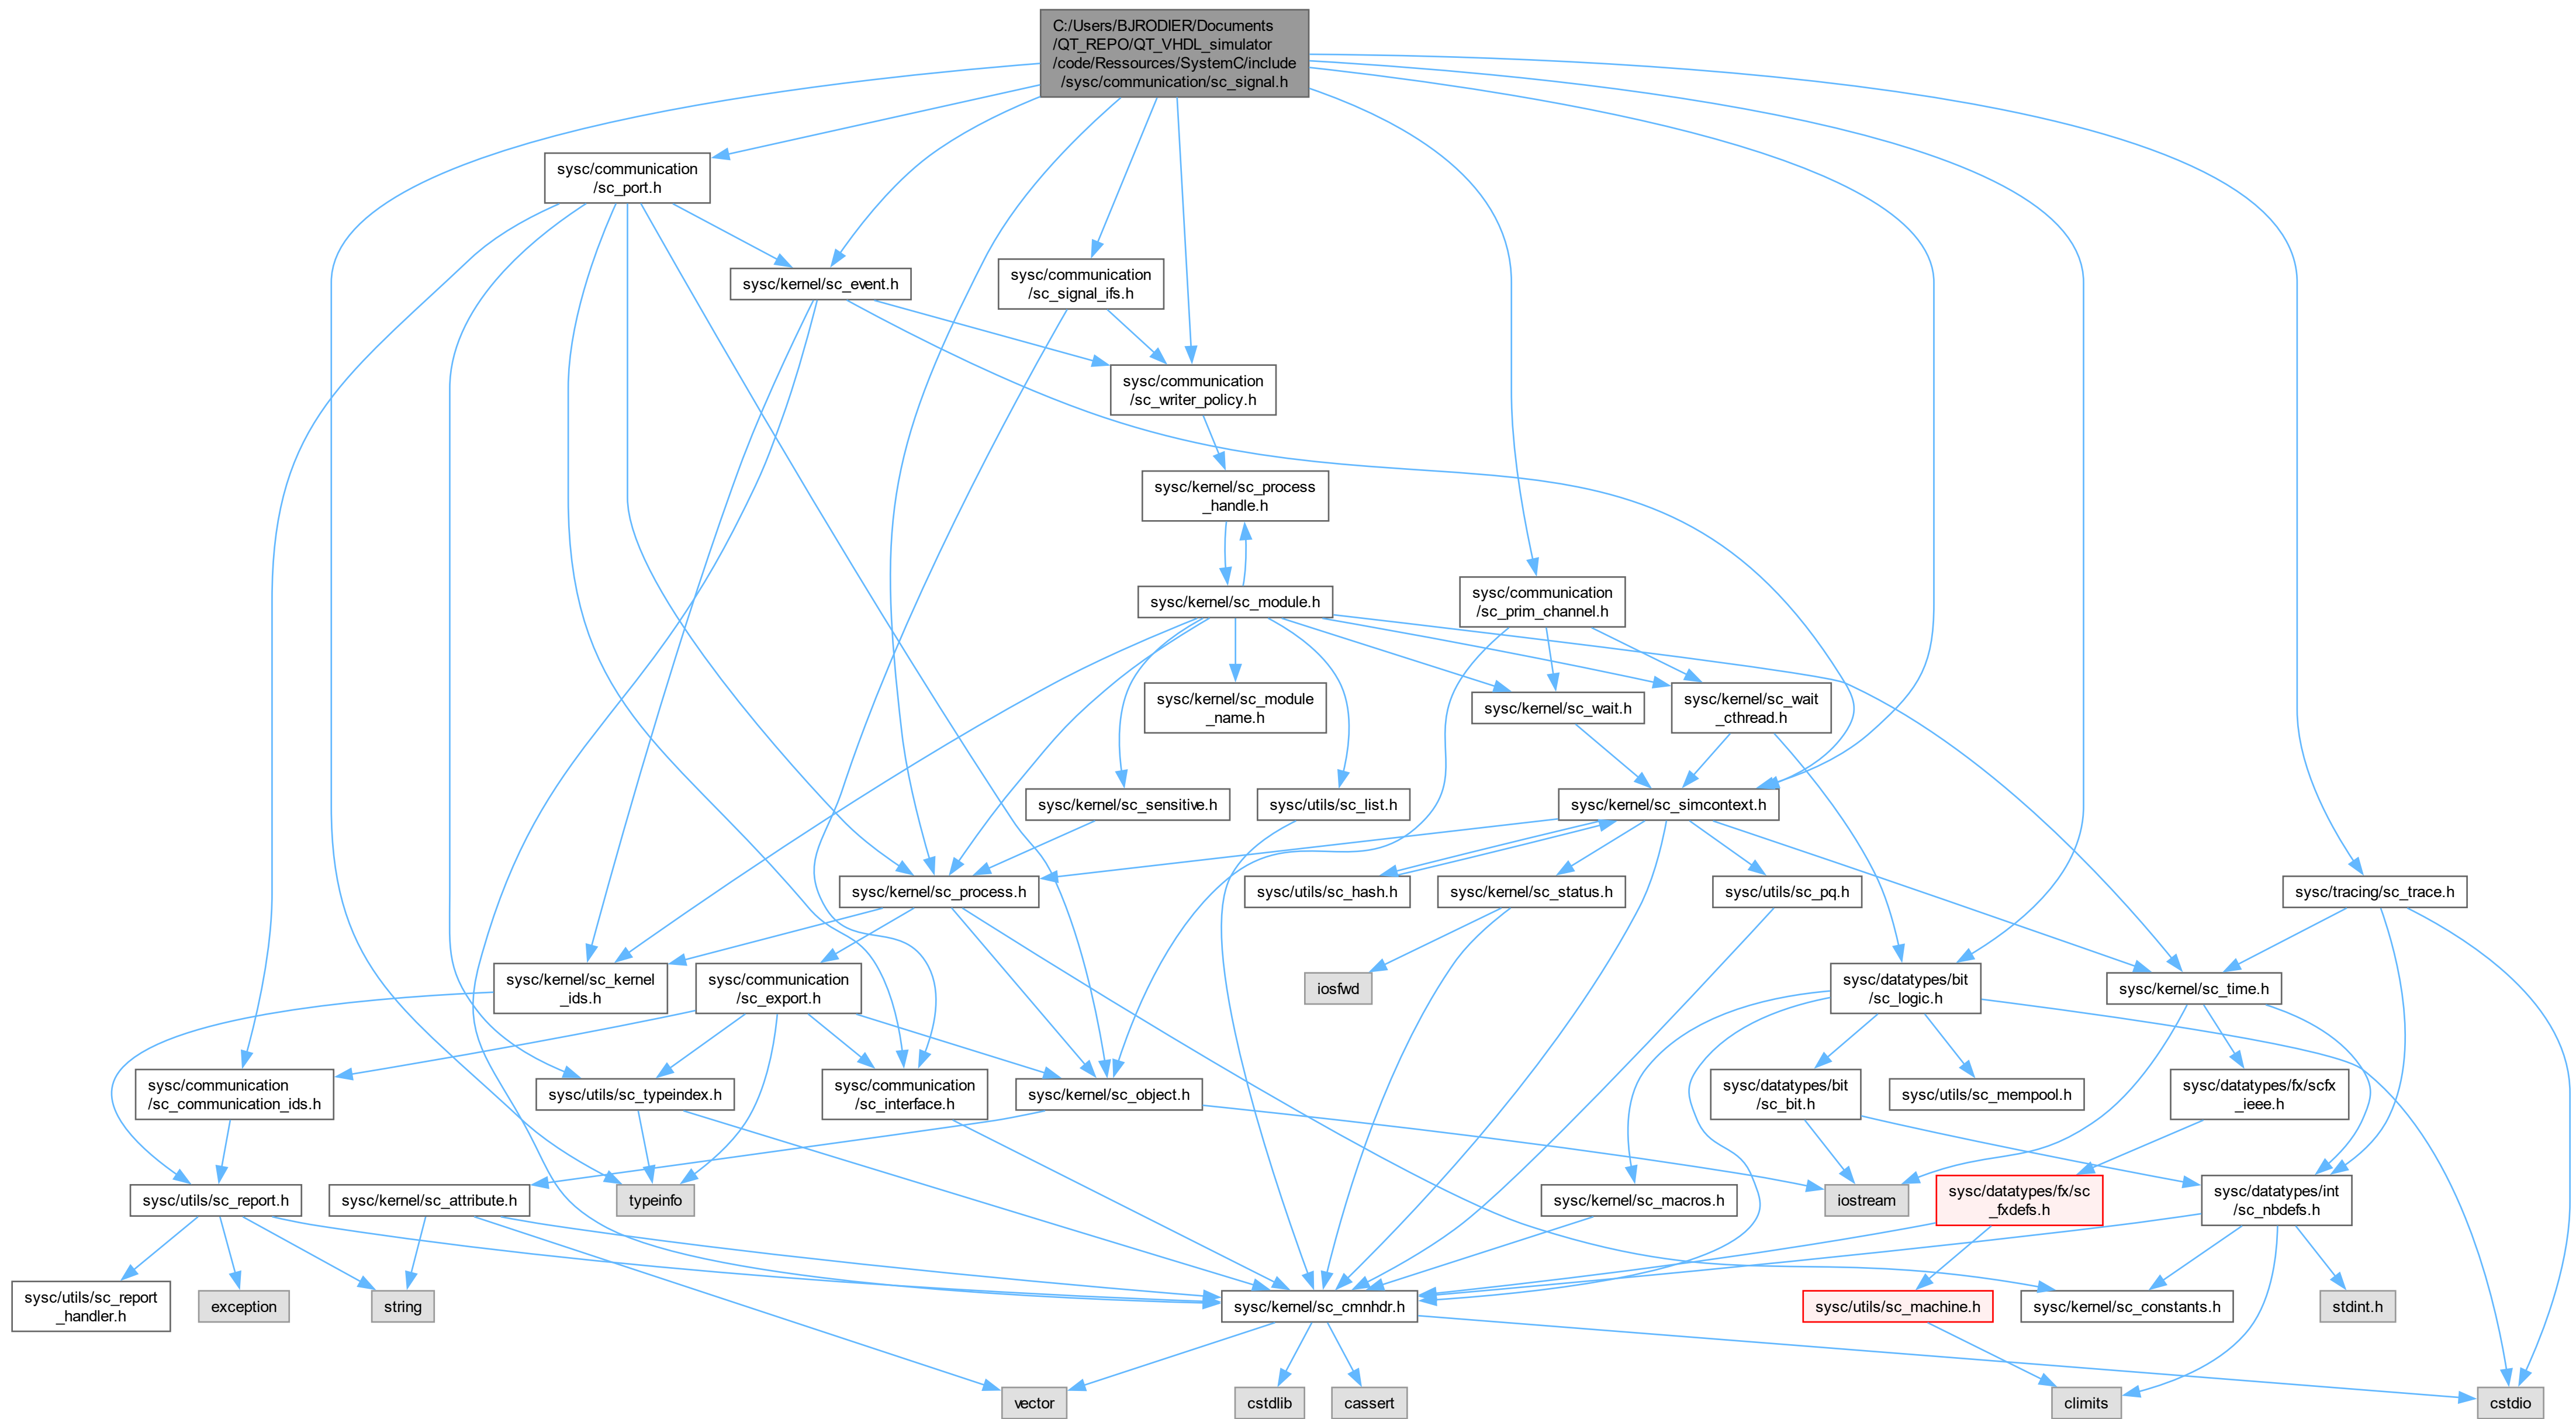 C:/Users/BJRODIER/Documents
/QT_REPO/QT_VHDL_simulator
/code/Ressources/SystemC/include
/sysc/communication/sc_signal.h
sysc/communication
/sc_port.h
sysc/kernel/sc_event.h
sysc/communication
/sc_signal_ifs.h
sysc/communication
/sc_writer_policy.h
sysc/kernel/sc_process
_handle.h
sysc/kernel/sc_module.h
sysc/communication
/sc_prim_channel.h
sysc/kernel/sc_module
_name.h
sysc/kernel/sc_wait.h
sysc/kernel/sc_wait
_cthread.h
sysc/kernel/sc_sensitive.h
sysc/utils/sc_list.h
sysc/kernel/sc_simcontext.h
sysc/kernel/sc_process.h
sysc/utils/sc_hash.h
sysc/kernel/sc_status.h
sysc/utils/sc_pq.h
sysc/tracing/sc_trace.h
sysc/kernel/sc_kernel
_ids.h
sysc/communication
/sc_export.h
iosfwd
sysc/datatypes/bit
/sc_logic.h
sysc/kernel/sc_time.h
sysc/communication
/sc_communication_ids.h
sysc/utils/sc_typeindex.h
sysc/communication
/sc_interface.h
sysc/kernel/sc_object.h
sysc/datatypes/bit
/sc_bit.h
sysc/utils/sc_mempool.h
sysc/datatypes/fx/scfx
_ieee.h
sysc/utils/sc_report.h
sysc/kernel/sc_attribute.h
typeinfo
sysc/kernel/sc_macros.h
iostream
sysc/datatypes/fx/sc
_fxdefs.h
sysc/datatypes/int
/sc_nbdefs.h
sysc/utils/sc_report
_handler.h
exception
string
sysc/kernel/sc_cmnhdr.h
sysc/utils/sc_machine.h
sysc/kernel/sc_constants.h
stdint.h
vector
cstdlib
cassert
climits
cstdio